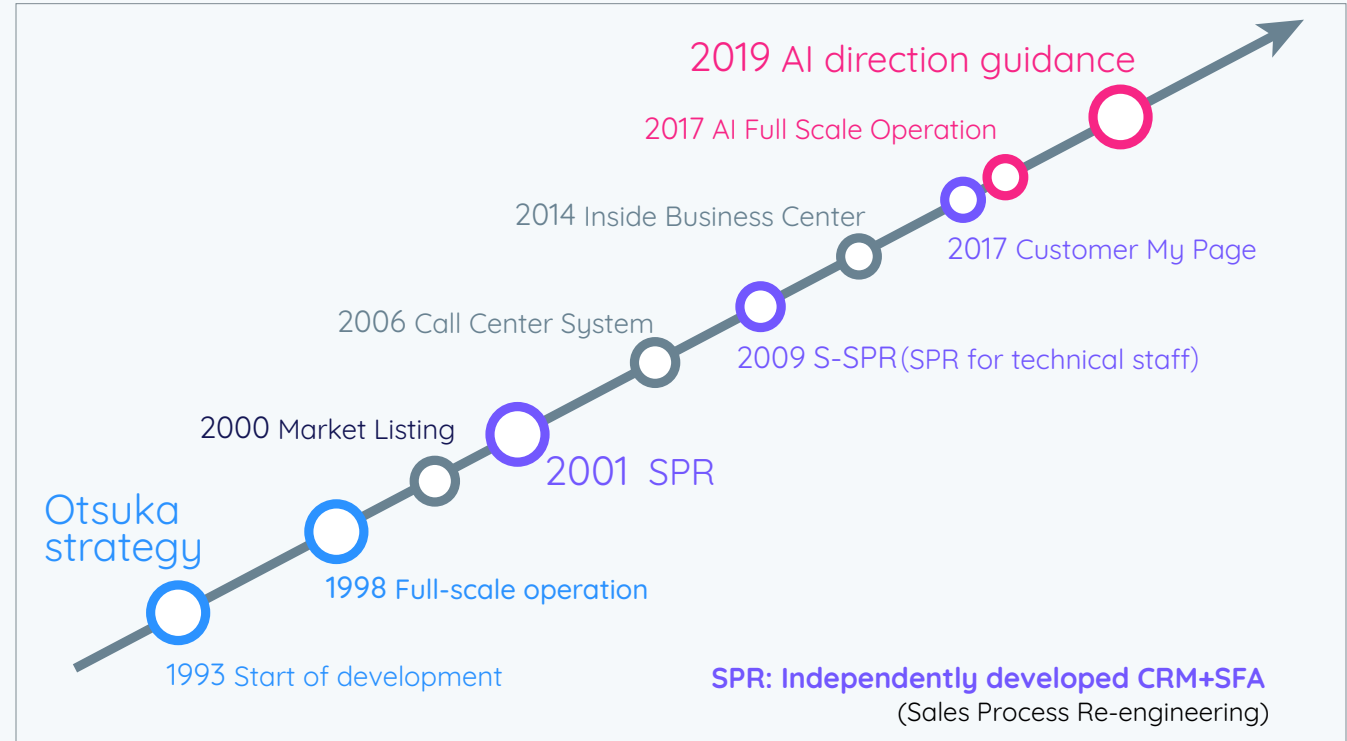 2019 AI direction guidance
2017 AI Full Scale Operation
2014 Inside Business Center
2017 Customer My Page
2006 Call Center System
2009 S-SPR(SPR for technical staff)
2000 Market Listing
2001 SPR
Otsuka
strategy
1998 Full-scale operation
1993 Start of development
SPR: Independently developed CRM+SFA
(Sales Process Re-engineering)